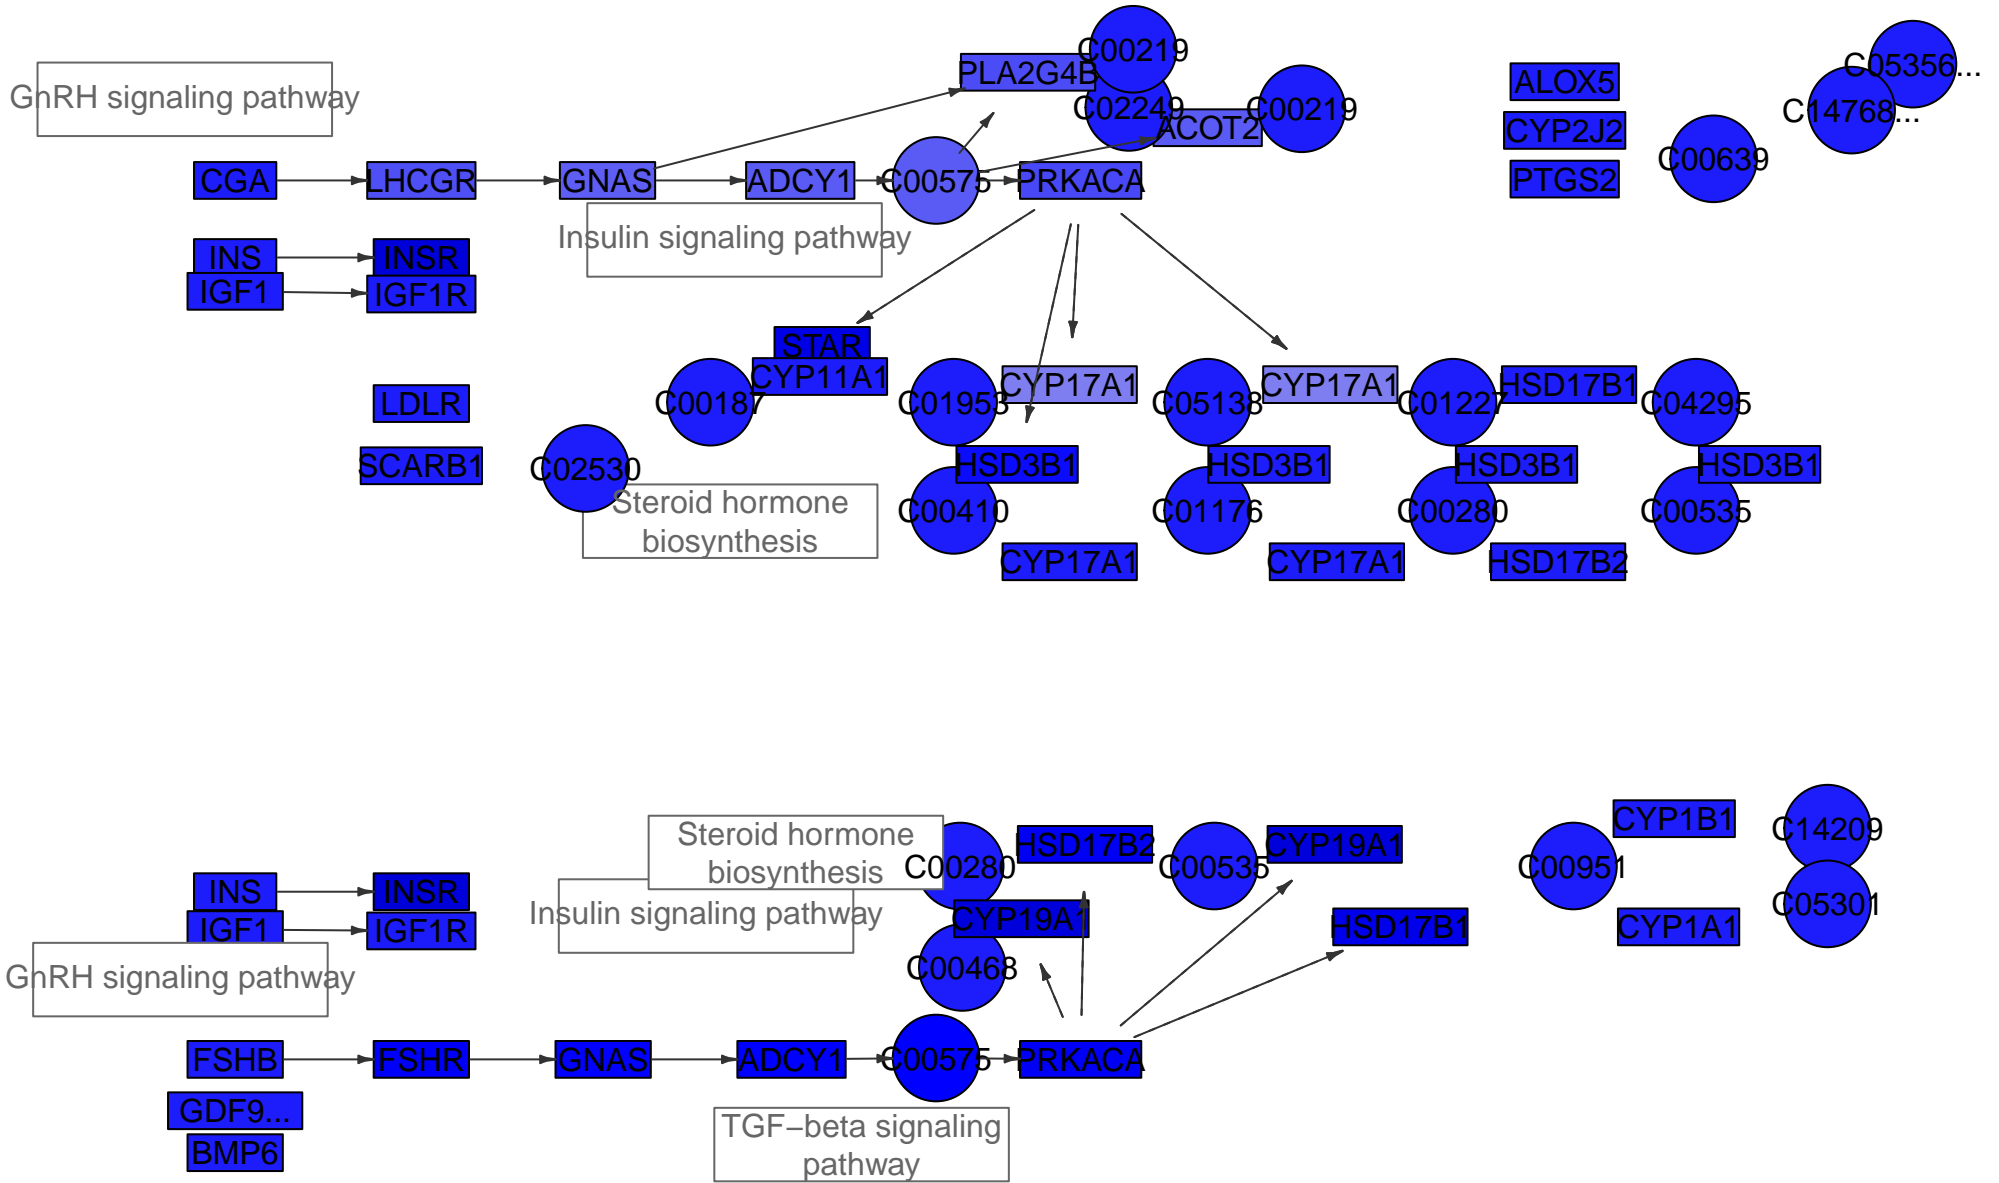 C00219
C05356...
PLA2G4B
ALOX5
GnRH signaling pathway
C02249
C00219
C14768...
ACOT2
CYP2J2
C00639
CGA
LHCGR
GNAS
ADCY1
C00575
PRKACA
PTGS2
Insulin signaling pathway
INS
INSR
IGF1
IGF1R
STAR
CYP11A1
CYP17A1
CYP17A1
HSD17B1
LDLR
C00187
C01953
C05138
C01227
C04295
SCARB1
C02530
HSD3B1
HSD3B1
HSD3B1
HSD3B1
Steroid hormone
biosynthesis
C00410
C01176
C00280
C00535
CYP17A1
CYP17A1
HSD17B2
Steroid hormone
biosynthesis
C00280
HSD17B2
C00535
CYP19A1
C00951
CYP1B1
C14209
INS
INSR
Insulin signaling pathway
CYP19A1
C05301
IGF1
IGF1R
HSD17B1
CYP1A1
GnRH signaling pathway
C00468
FSHB
FSHR
GNAS
ADCY1
C00575
PRKACA
GDF9...
BMP6
TGF−beta signaling
pathway